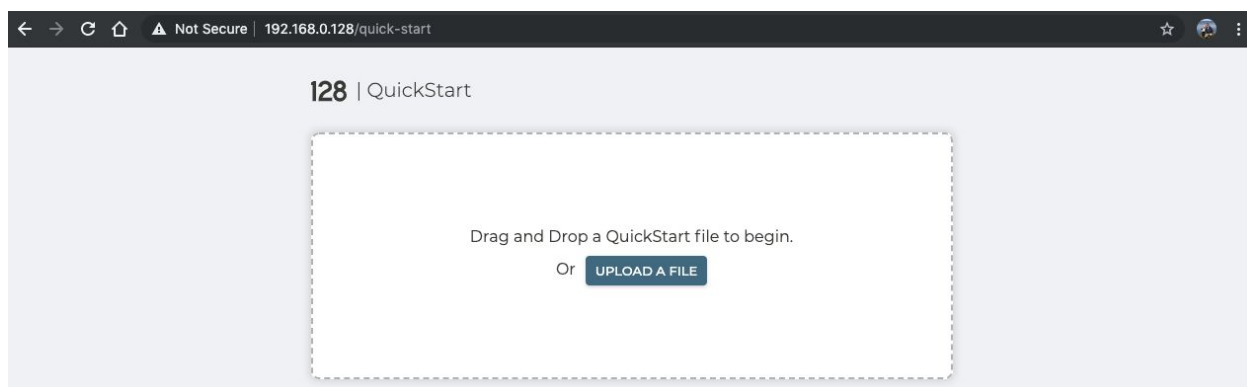 Not Secure | 192.168.0.128/quick-start
128 | QuickStart
Drag and Drop a QuickStart file to begin.
Or UPLOAD A FILE